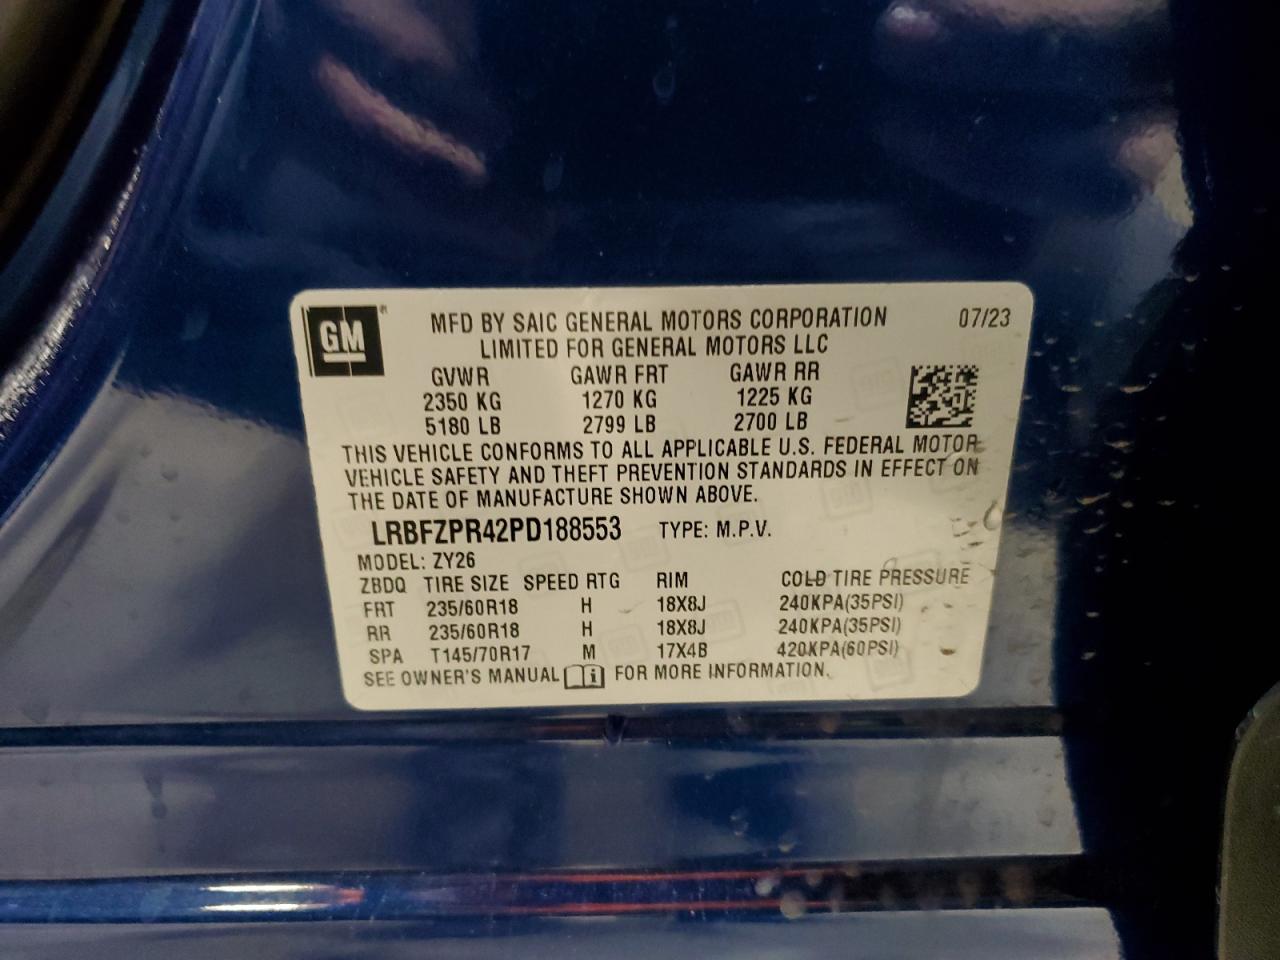 GM ® MFD BY SAIC GENERAL MOTORS CORPORATION 07/23
LIMITED FOR GENERAL MOTORS LLC
GVWR GAWR FRT GAWR RR
2350 KG 1270 KG 1225 KG
5180 LB 2799 LB 2700 LB
THIS VEHICLE CONFORMS TO ALL APPLICABLE U.S. FEDERAL MOTOR
VEHICLE SAFETY AND THEFT PREVENTION STANDARDS IN EFFECT ON
THE DATE OF MANUFACTURE SHOWN ABOVE.
LRBFZPR42PD188553 TYPE: M.P.V.
MODEL: ZY26
ZBDQ TIRE SIZE SPEED RTG RIM COLD TIRE PRESSURE
FRT 235/60R18 H 18X8J 240KPA(35PSI)
RR 235/60R18 H 18X8J 240KPA(35PSI)
SPA T145/70R17 M 17X4B 420KPA(60PSI)
SEE OWNER'S MANUAL i FOR MORE INFORMATION.